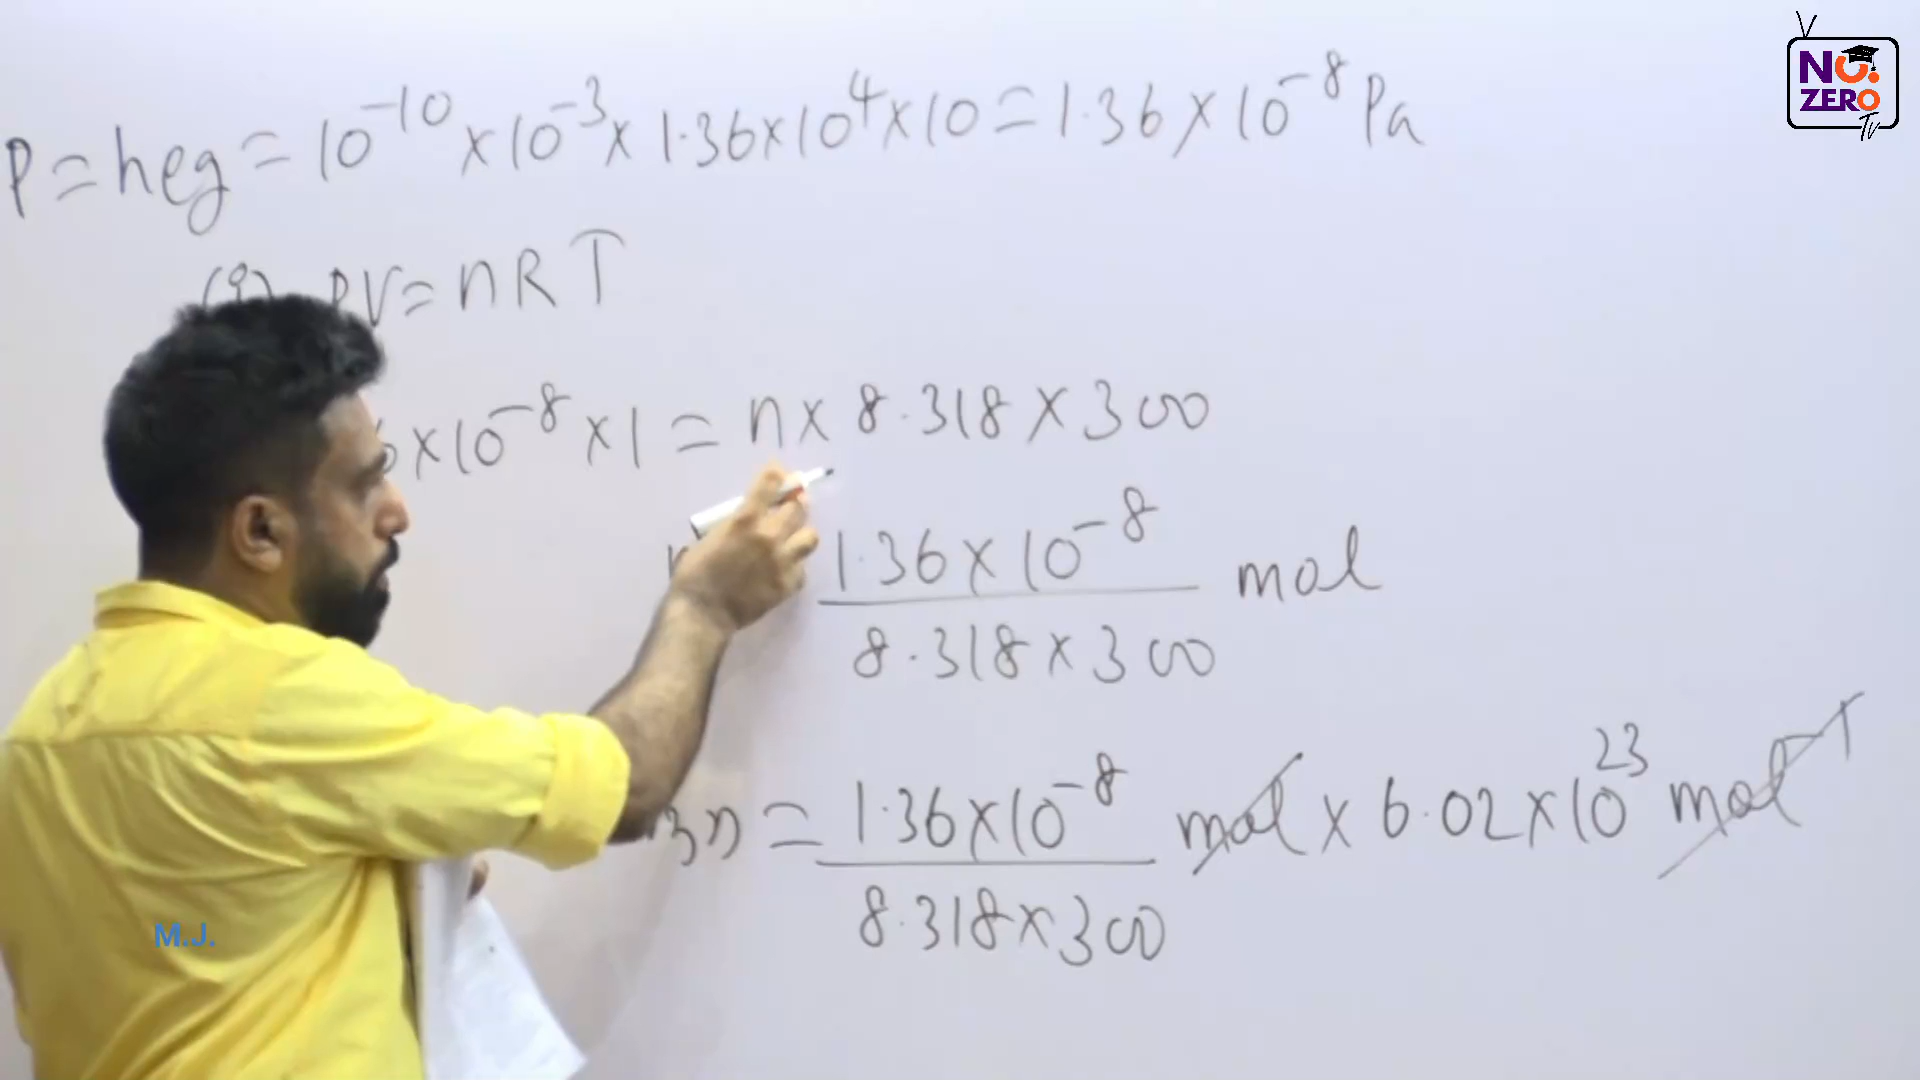 NO. ZERO Tv
P = hρg = 10⁻¹⁰ × 10⁻³ × 1.36 × 10⁴ × 10 = 1.36 × 10⁻⁸ Pa
PV = nRT
6 × 10⁻⁸ × 1 = n × 8.318 × 300
1.36 × 10⁻⁸ / 8.318 × 300 mol
n = 1.36 × 10⁻⁸ / 8.318 × 300 mol × 6.02 × 10²³ mol⁻¹
M.J.